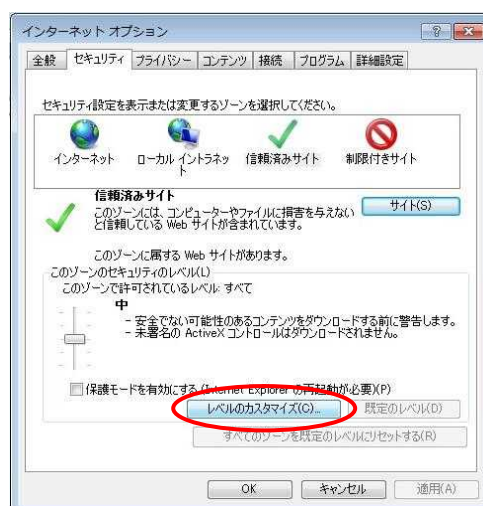 インターネット オプション
全般 セキュリティ プライバシー コンテンツ 接続 プログラム 詳細設定
セキュリティ設定を表示または変更するゾーンを選択してください。
インターネット ローカル イントラネット 信頼済みサイト 制限付きサイト
信頼済みサイト
このゾーンには、コンピューターやファイルに損害を与えない
と信頼している Web サイトが含まれています。
サイト(S)
このゾーンに属する Web サイトがあります。
このゾーンのセキュリティのレベル(L)
このゾーンで許可されているレベル: すべて
中
- 安全でない可能性のあるコンテンツをダウンロードする前に警告します。
- 未署名の ActiveX コントロールはダウンロードされません。
保護モードを有効にする (Internet Explorer の再起動が必要)(P)
レベルのカスタマイズ(C)... 既定のレベル(D)
すべてのゾーンを既定のレベルにリセットする(R)
OK キャンセル 適用(A)